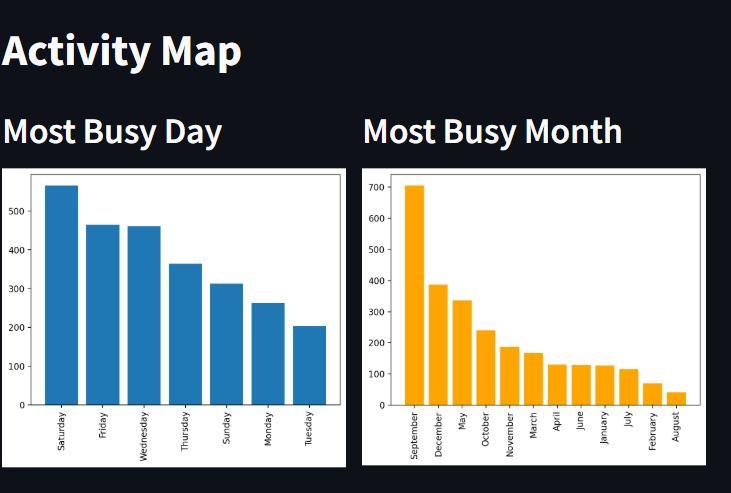 Activity Map
Most Busy Day
Most Busy Month
500
400
300
200
100
0
Saturday
Friday
Wednesday
Thursday
Sunday
Monday
Tuesday
700
600
500
400
300
200
100
0
September
December
May
October
November
March
April
June
January
July
February
August